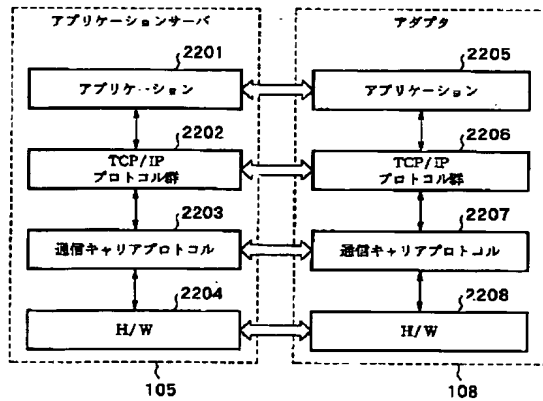 アプリケーションサーバ
2201
アプリケーション
2202
TCP/IP
プロトコル群
2203
通信キャリアプロトコル
2204
H/W
105
アダプタ
2205
アプリケーション
2206
TCP/IP
プロトコル群
2207
通信キャリアプロトコル
2208
H/W
108